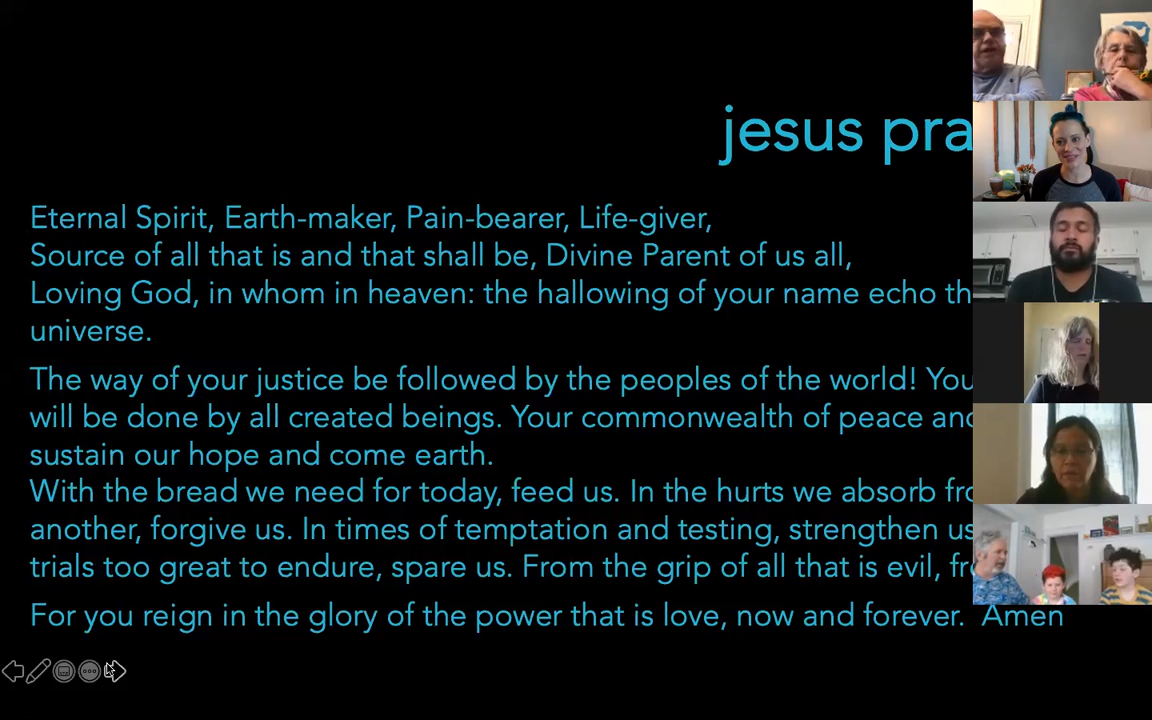 jesus pra
Eternal Spirit, Earth-maker, Pain-bearer, Life-giver,
Source of all that is and that shall be, Divine Parent of us all,
Loving God, in whom in heaven: the hallowing of your name echo th
universe.
The way of your justice be followed by the peoples of the world! You
will be done by all created beings. Your commonwealth of peace and
sustain our hope and come earth.
With the bread we need for today, feed us. In the hurts we absorb fro
another, forgive us. In times of temptation and testing, strengthen us
trials too great to endure, spare us. From the grip of all that is evil, fr
For you reign in the glory of the power that is love, now and forever. Amen